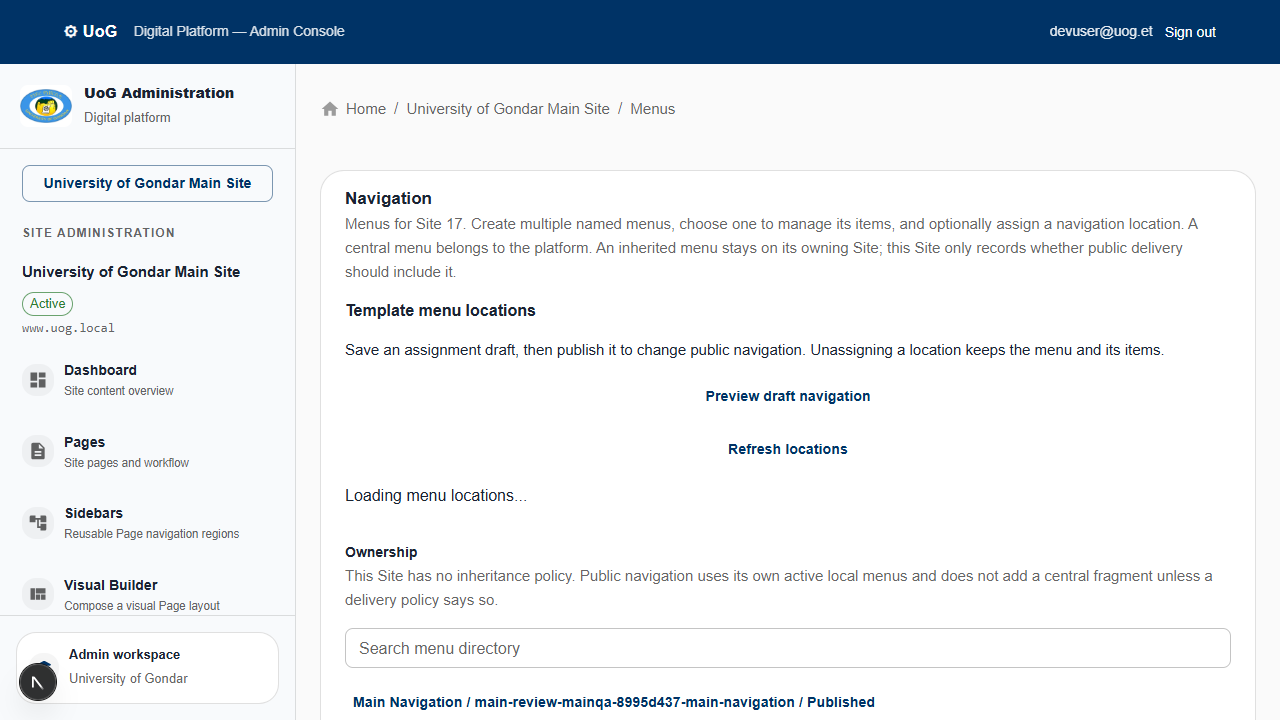 UoG Digital Platform — Admin Console
devuser@uog.et Sign out
UoG Administration
Digital platform
University of Gondar Main Site
SITE ADMINISTRATION
University of Gondar Main Site
Active
www.uog.local
Dashboard
Site content overview
Pages
Site pages and workflow
Sidebars
Reusable Page navigation regions
Visual Builder
Compose a visual Page layout
Admin workspace
University of Gondar
Home / University of Gondar Main Site / Menus
Navigation
Menus for Site 17. Create multiple named menus, choose one to manage its items, and optionally assign a navigation location. A
central menu belongs to the platform. An inherited menu stays on its owning Site; this Site only records whether public delivery
should include it.
Template menu locations
Save an assignment draft, then publish it to change public navigation. Unassigning a location keeps the menu and its items.
Preview draft navigation
Refresh locations
Loading menu locations...
Ownership
This Site has no inheritance policy. Public navigation uses its own active local menus and does not add a central fragment unless a
delivery policy says so.
Search menu directory
Main Navigation / main-review-mainqa-8995d437-main-navigation / Published